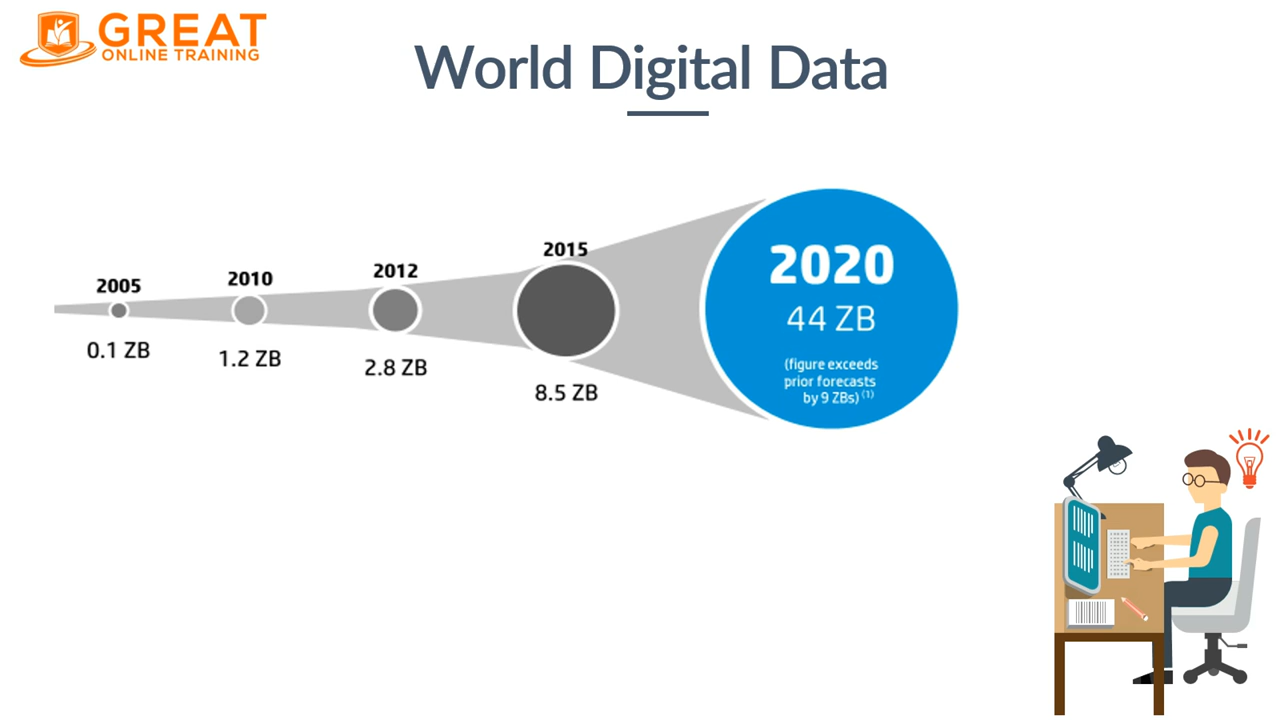 GREAT
ONLINE TRAINING
World Digital Data
2005
0.1 ZB
2010
1.2 ZB
2012
2.8 ZB
2015
8.5 ZB
2020
44 ZB
(figure exceeds
prior forecasts
by 9 ZBs) (1)